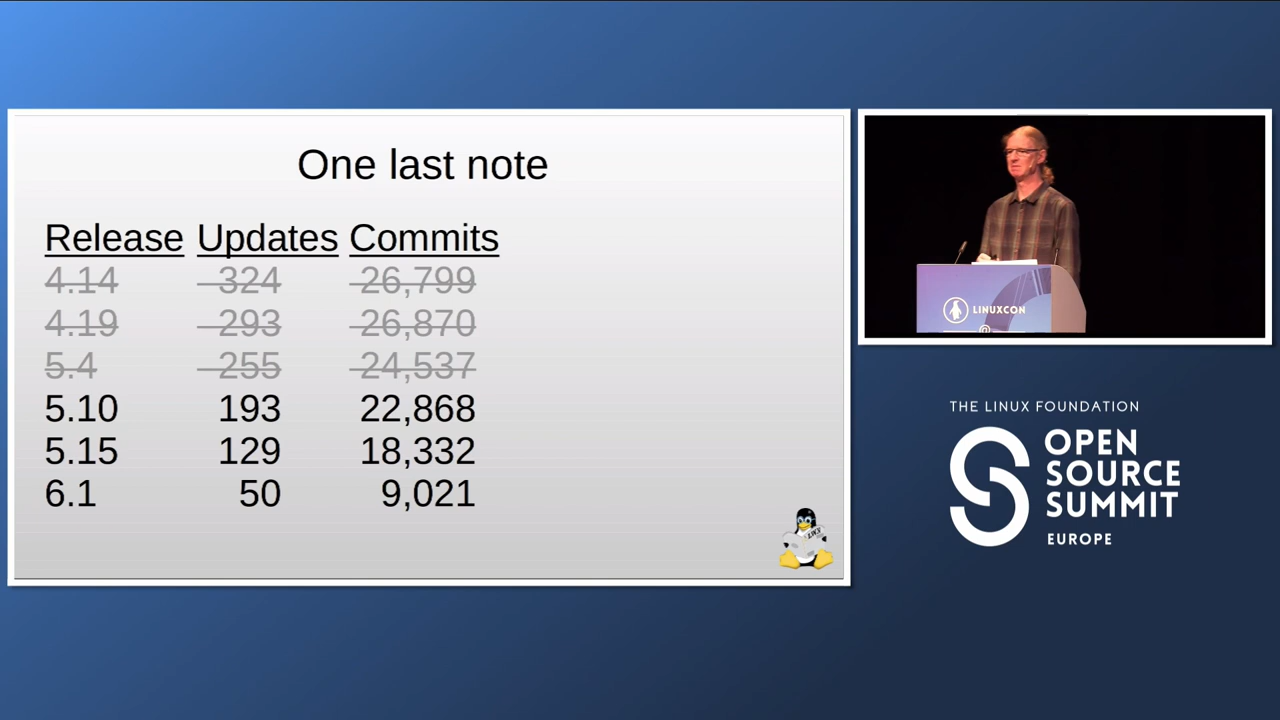 One last note
Release Updates Commits
4.14 324 26,799
4.19 293 26,870
5.4 255 24,537
5.10 193 22,868
5.15 129 18,332
6.1 50 9,021
LINUXCON
THE LINUX FOUNDATION
OPEN
SOURCE
SUMMIT
EUROPE